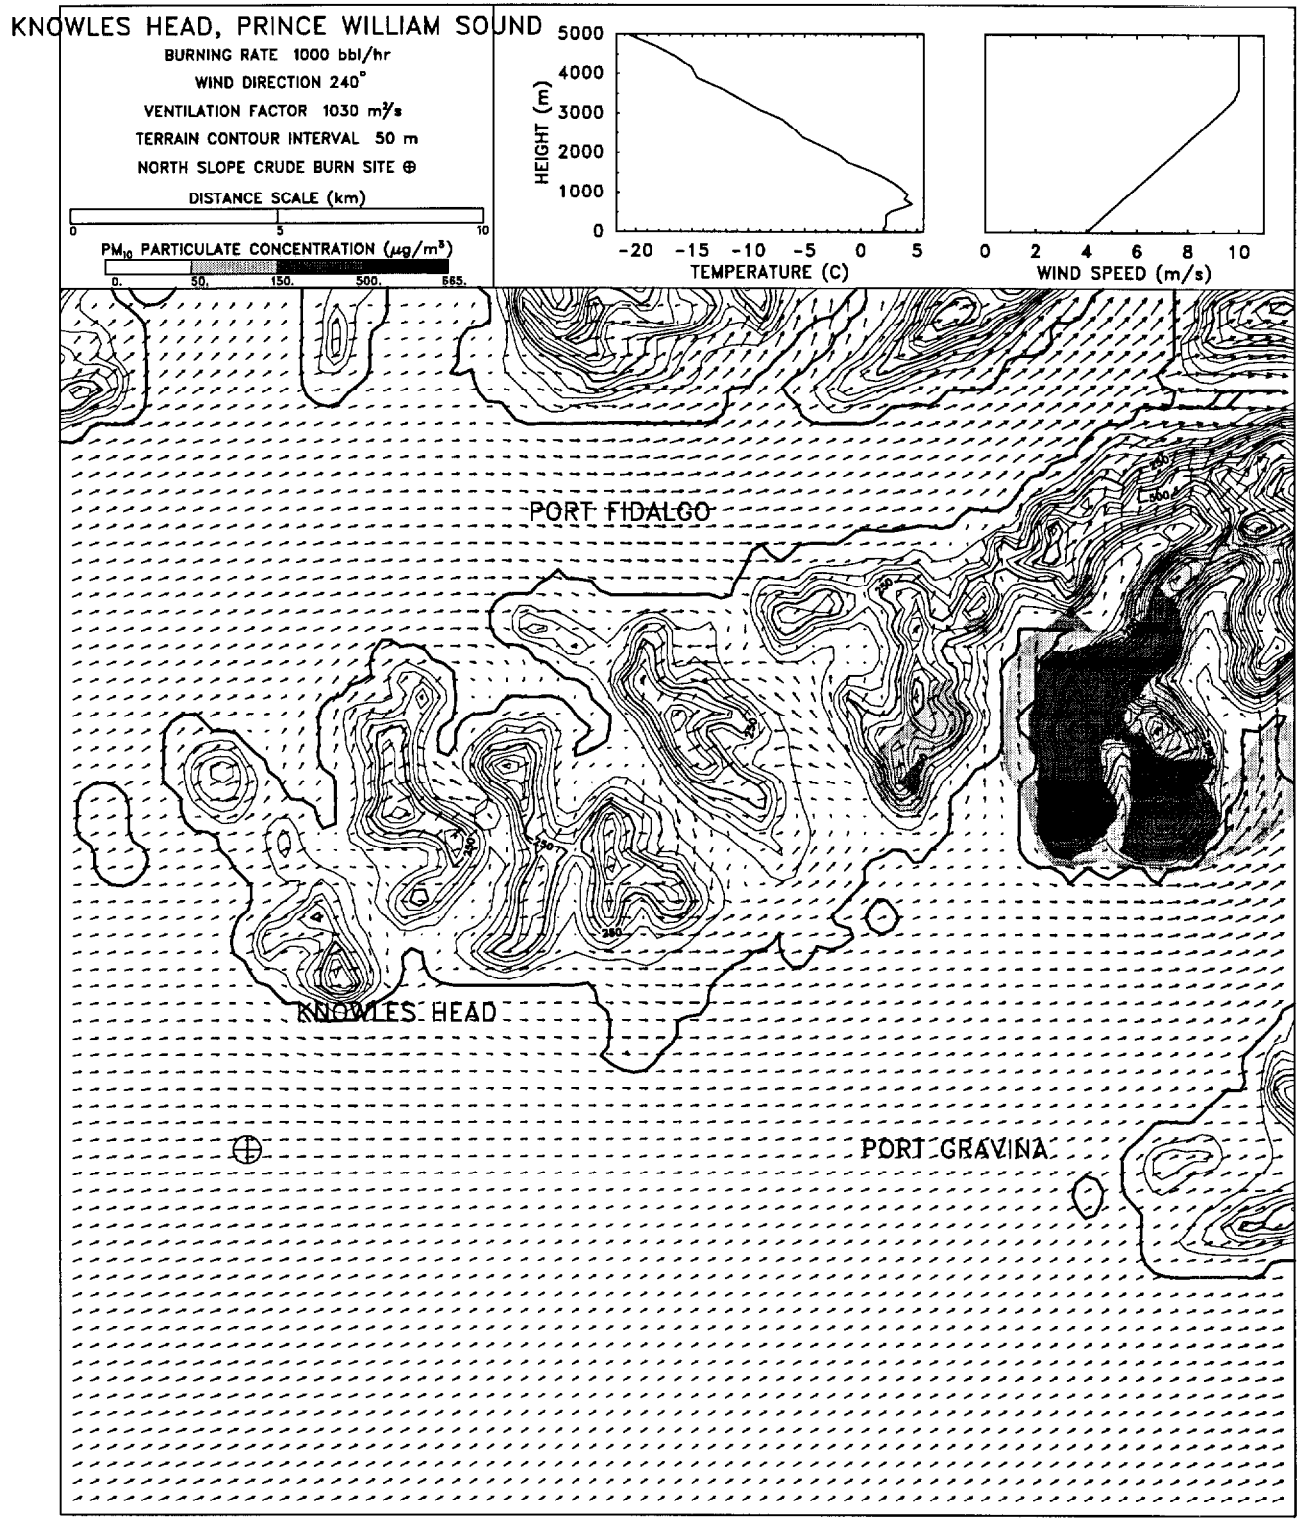 KNOWLES HEAD, PRINCE WILLIAM SOUND
BURNING RATE 1000 bbl/hr
WIND DIRECTION 240°
VENTILATION FACTOR 1030 m²/s
TERRAIN CONTOUR INTERVAL 50 m
NORTH SLOPE CRUDE BURN SITE ⊕
DISTANCE SCALE (km)
0 5 10
PM₁₀ PARTICULATE CONCENTRATION (μg/m³)
0. 50. 150. 500. 665.
5000
4000
3000
2000
1000
0
HEIGHT (m)
-20 -15 -10 -5 0 5
TEMPERATURE (C)
0 2 4 6 8 10
WIND SPEED (m/s)
250
500
PORT FIDALGO
250
250
250
250
250
KNOWLES HEAD
PORT GRAVINA